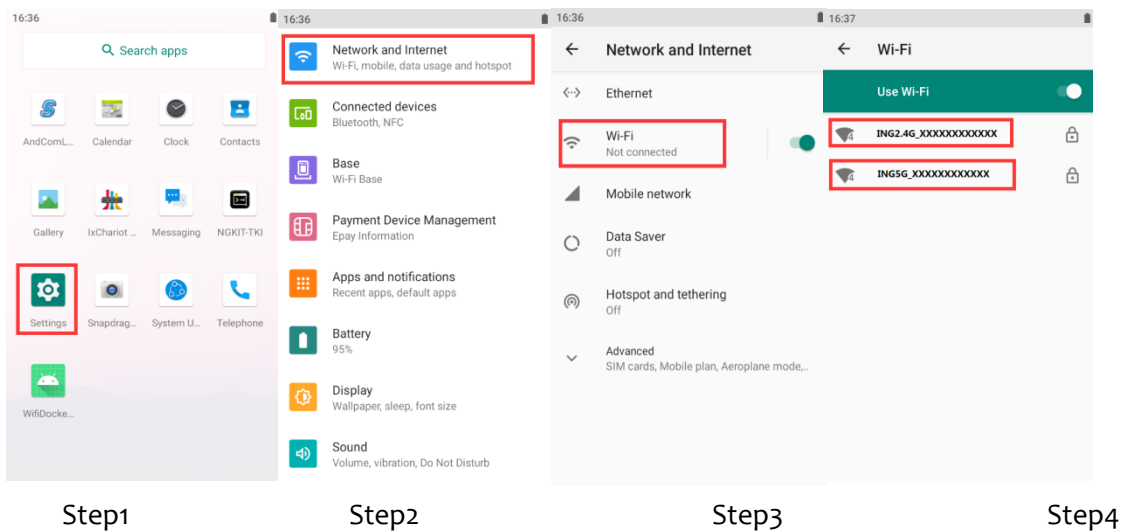 16:36
Search apps
AndComL...
Calendar
Clock
Contacts
Gallery
IxChariot ...
Messaging
NGKIT-TKI
Settings
Snapdrag...
System U...
Telephone
WifiDocke...
Step1
16:36
Network and Internet
Wi-Fi, mobile, data usage and hotspot
Connected devices
Bluetooth, NFC
Base
Wi-Fi Base
Payment Device Management
Epay Information
Apps and notifications
Recent apps, default apps
Battery
95%
Display
Wallpaper, sleep, font size
Sound
Volume, vibration, Do Not Disturb
Step2
16:36
Network and Internet
Ethernet
Wi-Fi
Not connected
Mobile network
Data Saver
Off
Hotspot and tethering
Off
Advanced
SIM cards, Mobile plan, Aeroplane mode,..
Step3
16:37
Wi-Fi
Use Wi-Fi
4
ING2.4G_XXXXXXXXXXXX
4
ING5G_XXXXXXXXXXXX
Step4